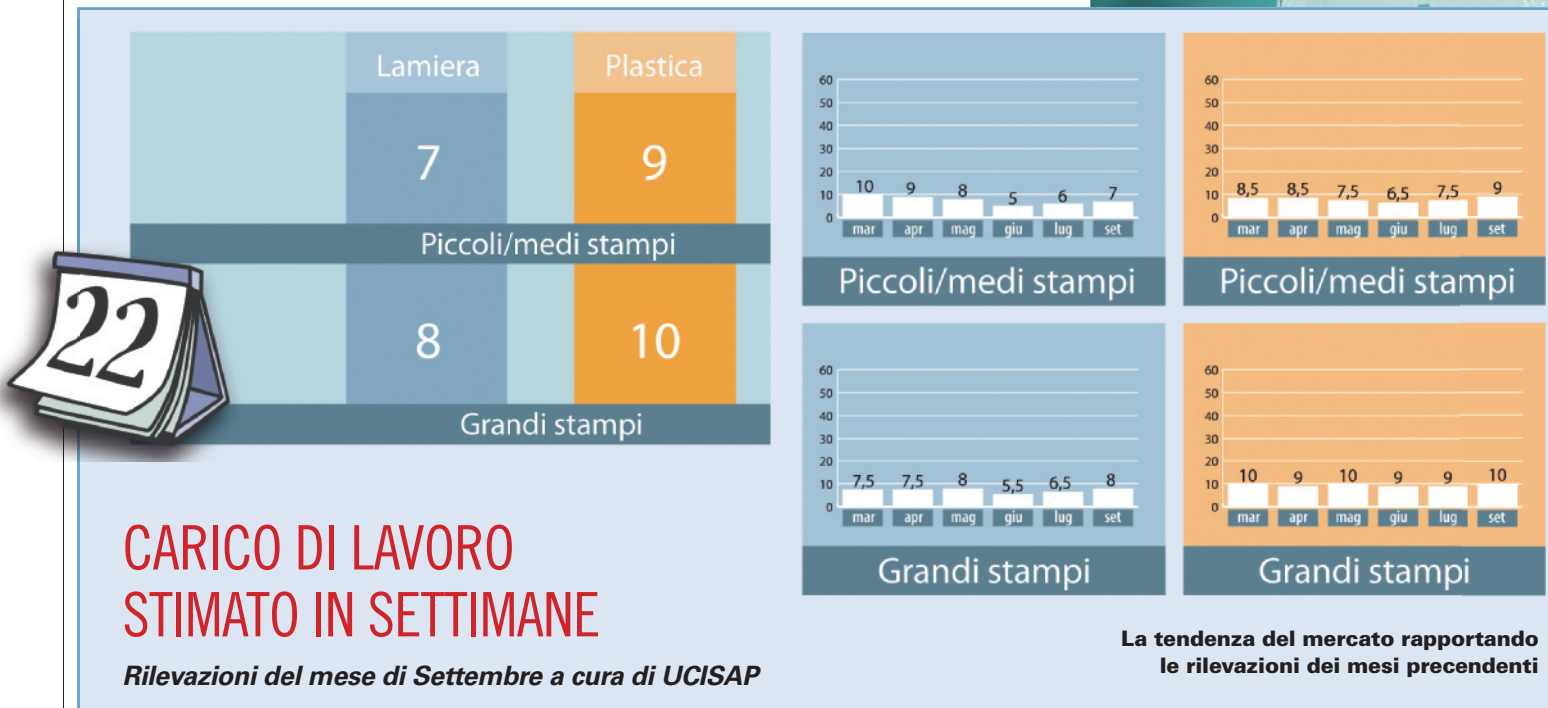 Lamiera Plastica
7 9
Piccoli/medi stampi
8 10
Grandi stampi
22
CARICO DI LAVORO
STIMATO IN SETTIMANE
Rilevazioni del mese di Settembre a cura di UCISAP
60
50
40
30
20
10
0
10 9 8 5 6 7
mar apr mag giu lug set
Piccoli/medi stampi
60
50
40
30
20
10
0
8,5 8,5 7,5 6,5 7,5 9
mar apr mag giu lug set
Piccoli/medi stampi
60
50
40
30
20
10
0
7,5 7,5 8 5,5 6,5 8
mar apr mag giu lug set
Grandi stampi
60
50
40
30
20
10
0
10 9 10 9 9 10
mar apr mag giu lug set
Grandi stampi
La tendenza del mercato rapportando
le rilevazioni dei mesi precendenti